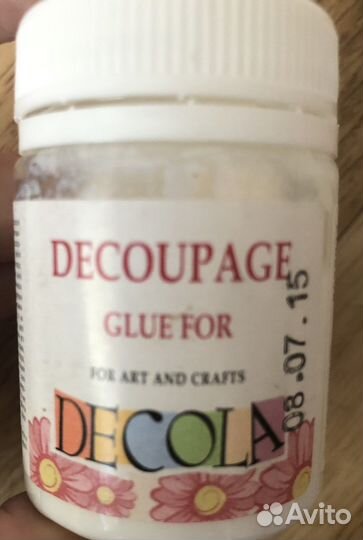 DECOUPAGE
GLUE FOR
FOR ART AND CRAFTS
DECOLA
08.07.15
Avito